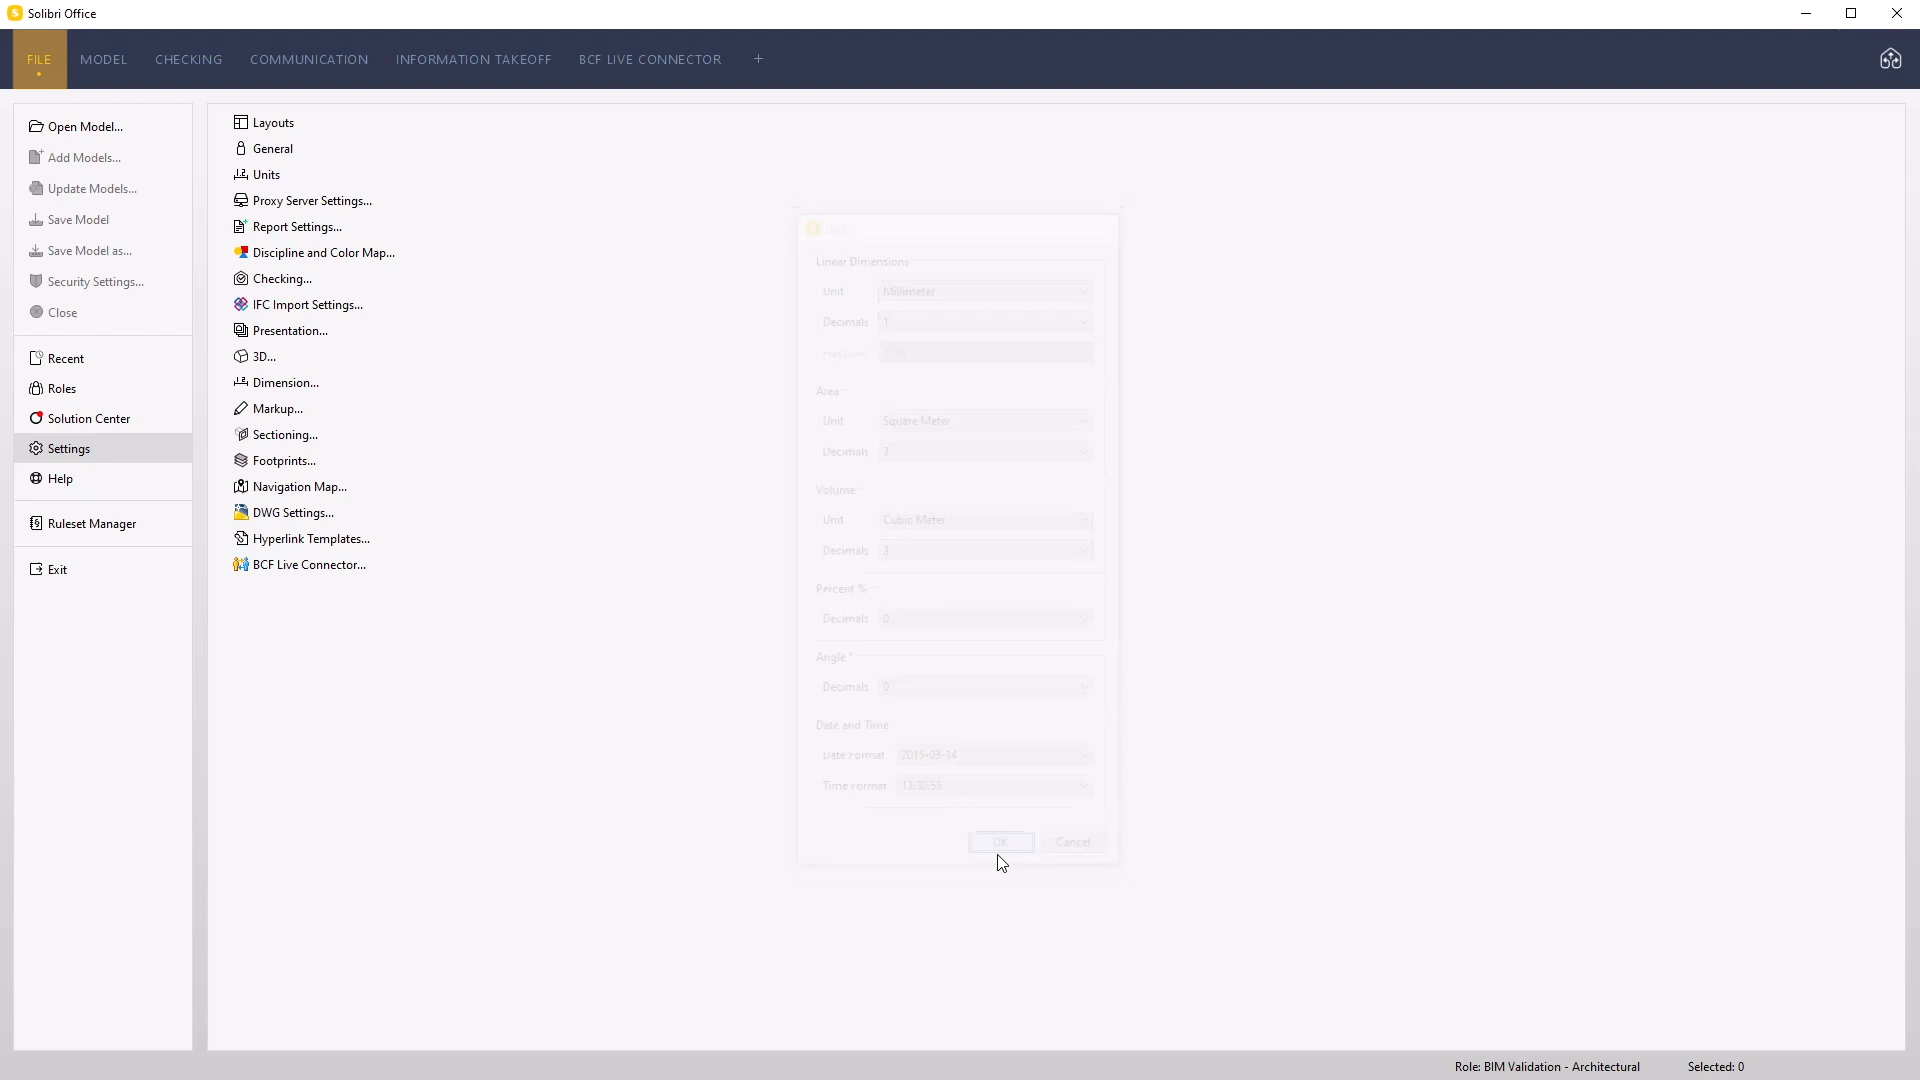 Solibri Office
FILE
MODEL
CHECKING
COMMUNICATION
INFORMATION TAKEOFF
BCF LIVE CONNECTOR
+
Open Model...
Add Models...
Update Models...
Save Model
Save Model as...
Security Settings...
Close
Recent
Roles
Solution Center
Settings
Help
Ruleset Manager
Exit
Layouts
General
Units
Proxy Server Settings...
Report Settings...
Discipline and Color Map...
Checking...
IFC Import Settings...
Presentation...
3D...
Dimension...
Markup...
Sectioning...
Footprints...
Navigation Map...
DWG Settings...
Hyperlink Templates...
BCF Live Connector...
Linear Dimensions
Unit Millimeter
Decimals 1
Area
Unit Square Meter
Decimals 3
Volume
Unit Cubic Meter
Decimals 3
Percent %
Decimals 0
Angle °
Decimals 0
Date and Time
Date Format 2015-03-14
Time Format 13:30:55
OK Cancel
Role: BIM Validation - Architectural Selected: 0